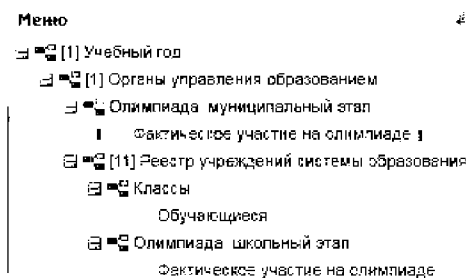 Меню
[1] Учебный год
[1] Органы управления образованием
Олимпиада муниципальный этап
Фактическое участие на олимпиаде
[11] Реестр учреждений системы образования
Классы
Обучающиеся
Олимпиада школьный этап
Фактическое участие на олимпиаде